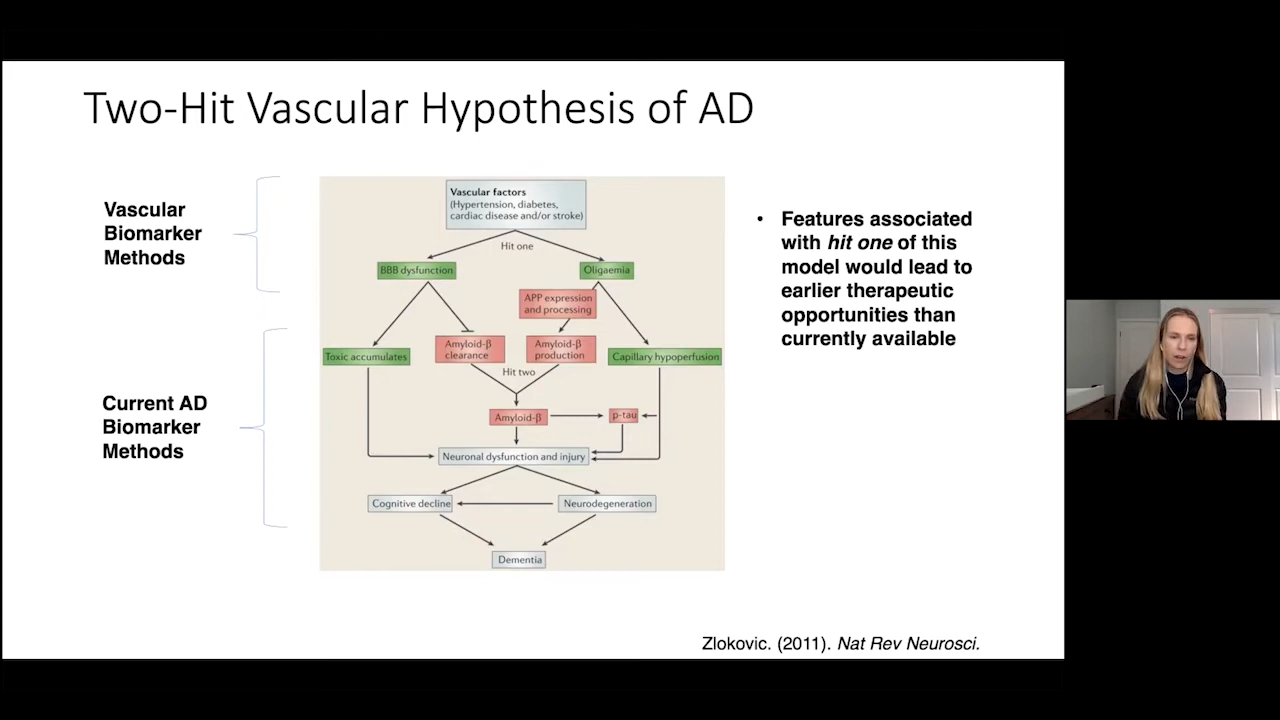 Two-Hit Vascular Hypothesis of AD
Vascular
Biomarker
Methods
Current AD
Biomarker
Methods
Vascular factors
(Hypertension, diabetes,
cardiac disease and/or stroke)
Hit one
BBB dysfunction
Oligaemia
APP expression
and processing
Toxic accumulates
Amyloid-β
clearance
Amyloid-β
production
Capillary hypoperfusion
Hit two
Amyloid-β
p-tau
Neuronal dysfunction and injury
Cognitive decline
Neurodegeneration
Dementia
• Features associated
with hit one of this
model would lead to
earlier therapeutic
opportunities than
currently available
Zlokovic. (2011). Nat Rev Neurosci.